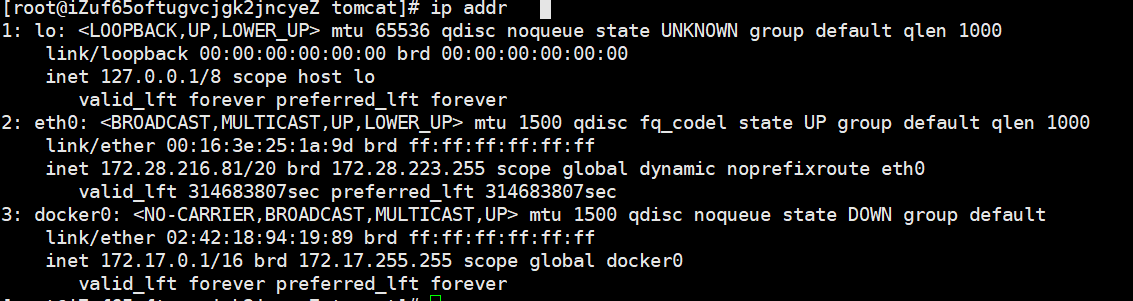 [root@iZuf65oftugvcjgk2jncyeZ tomcat]# ip addr
1: lo: <LOOPBACK,UP,LOWER_UP> mtu 65536 qdisc noqueue state UNKNOWN group default qlen 1000
    link/loopback 00:00:00:00:00:00 brd 00:00:00:00:00:00
    inet 127.0.0.1/8 scope host lo
       valid_lft forever preferred_lft forever
2: eth0: <BROADCAST,MULTICAST,UP,LOWER_UP> mtu 1500 qdisc fq_codel state UP group default qlen 1000
    link/ether 00:16:3e:25:1a:9d brd ff:ff:ff:ff:ff:ff
    inet 172.28.216.81/20 brd 172.28.223.255 scope global dynamic noprefixroute eth0
       valid_lft 314683807sec preferred_lft 314683807sec
3: docker0: <NO-CARRIER,BROADCAST,MULTICAST,UP> mtu 1500 qdisc noqueue state DOWN group default
    link/ether 02:42:18:94:19:89 brd ff:ff:ff:ff:ff:ff
    inet 172.17.0.1/16 brd 172.17.255.255 scope global docker0
       valid_lft forever preferred_lft forever